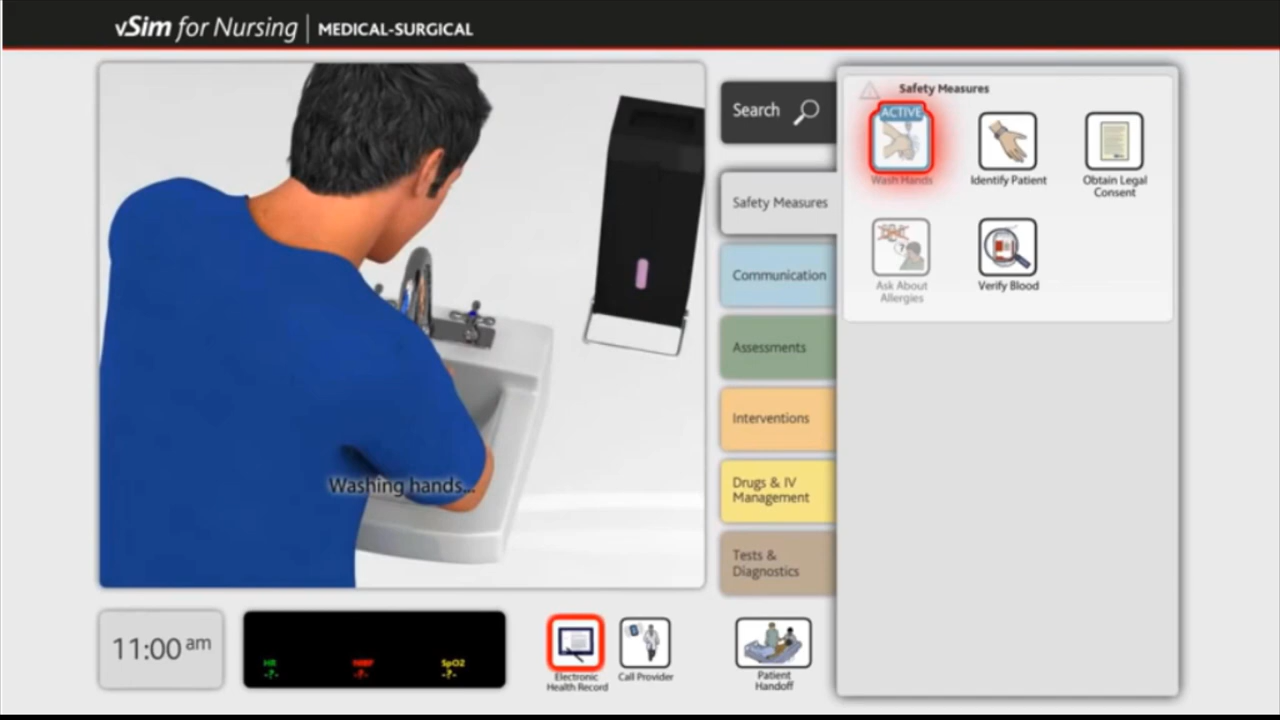 vSim for Nursing | MEDICAL-SURGICAL
Search
Safety Measures
Communication
Assessments
Interventions
Drugs & IV
Management
Tests &
Diagnostics
Safety Measures
ACTIVE
Wash Hands
Identify Patient
Obtain Legal
Consent
Ask About
Allergies
Verify Blood
Washing hands...
11:00 am
HR
-?-
NIBP
-?-
SpO2
-?-
Electronic
Health Record
Call Provider
Patient
Handoff